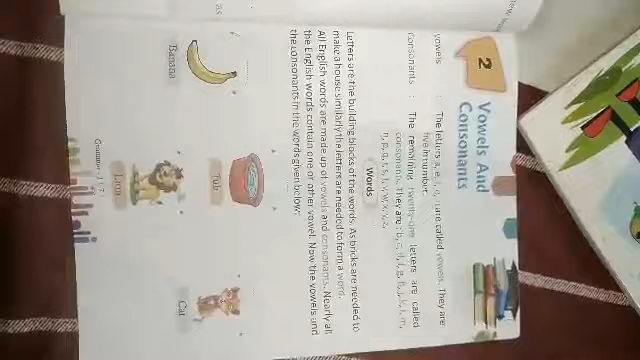 2
Vowels And
Consonants
vowels : The letters a, e, i, o, u are called vowels. They are
five in number.
Consonants : The remaining twenty-one letters are called
consonants. They are : b, c, d, f, g, h, j, k, l, m,
n, p, q, r, s, t, v, w, x, y, z.
Words
Letters are the building blocks of the words. As bricks are needed to
make a house similarly the letters are needed to form a word.
All English words are made up of vowels and consonants. Nearly all
the English words contain one or other vowel. Now the vowels and
the consonants in the words given below:
Tub
Banana
Cat
Lion